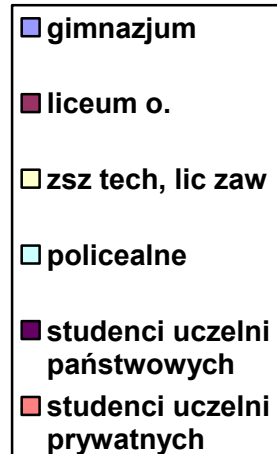 gimnazjum
liceum o.
zsz tech, lic zaw
policealne
studenci uczelni
państwowych
studenci uczelni
prywatnych